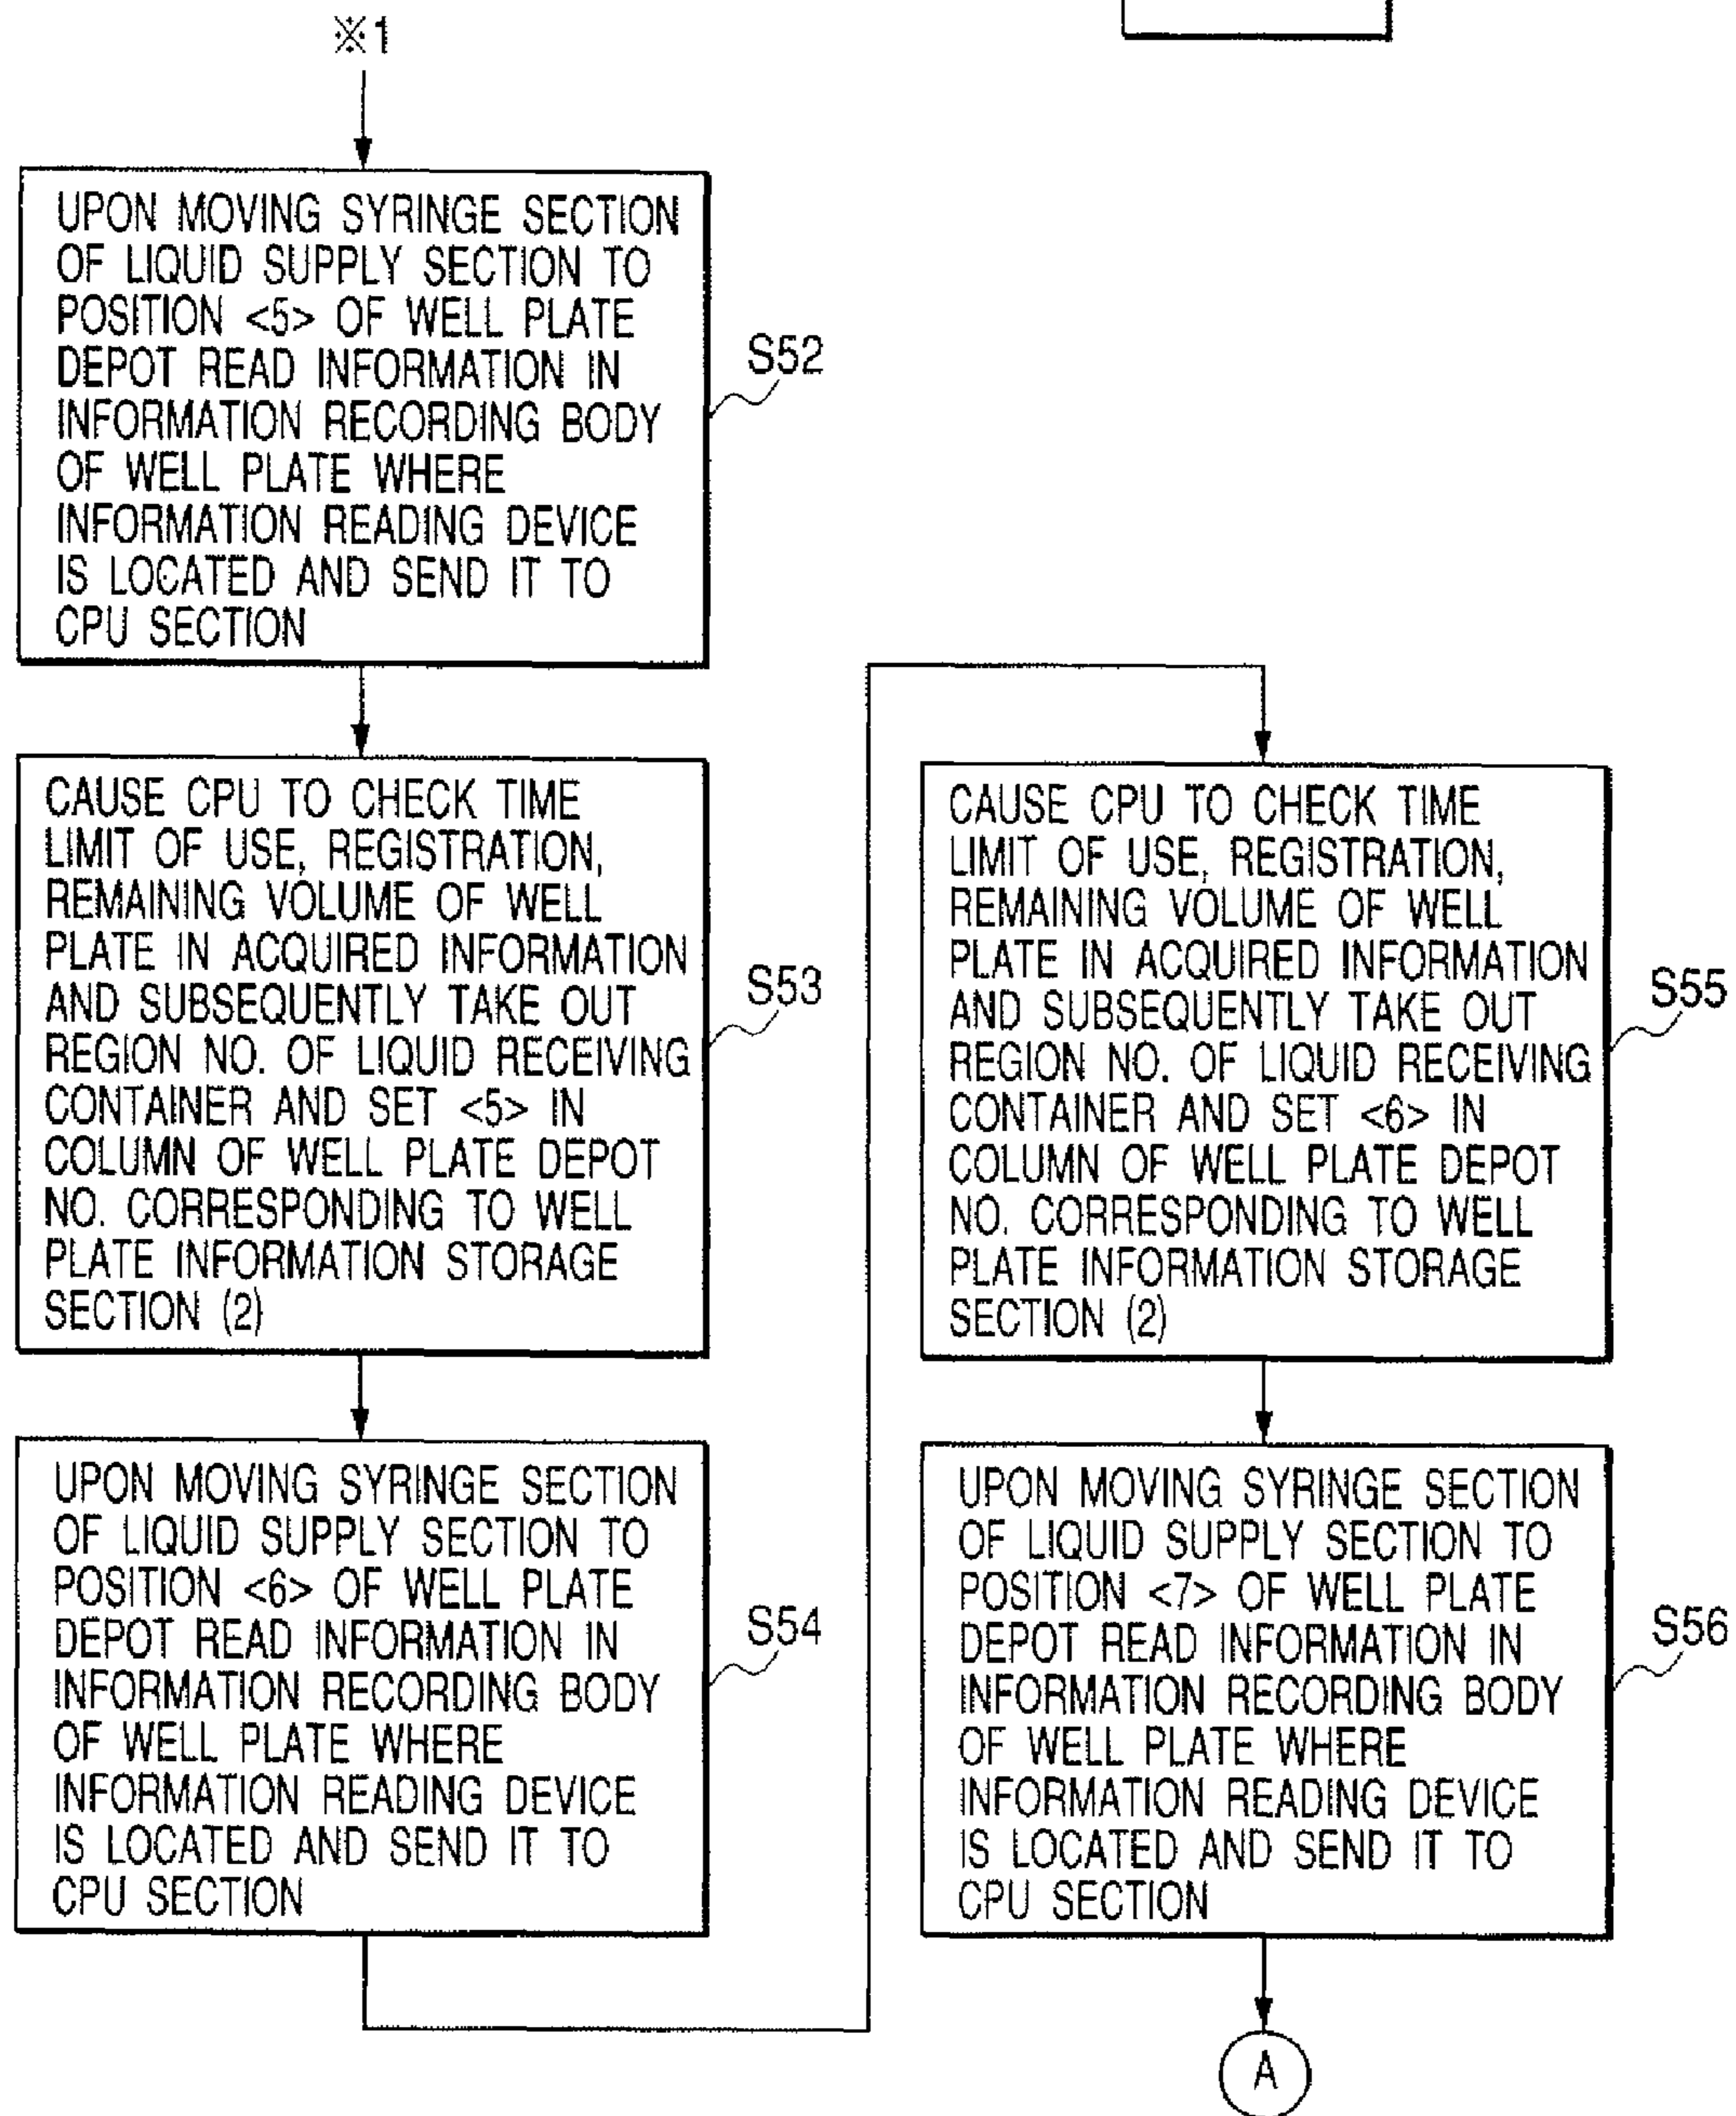 ※1
UPON MOVING SYRINGE SECTION
OF LIQUID SUPPLY SECTION TO
POSITION <5> OF WELL PLATE
DEPOT READ INFORMATION IN
INFORMATION RECORDING BODY
OF WELL PLATE WHERE
INFORMATION READING DEVICE
IS LOCATED AND SEND IT TO
CPU SECTION
S52
CAUSE CPU TO CHECK TIME
LIMIT OF USE, REGISTRATION,
REMAINING VOLUME OF WELL
PLATE IN ACQUIRED INFORMATION
AND SUBSEQUENTLY TAKE OUT
REGION NO. OF LIQUID RECEIVING
CONTAINER AND SET <5> IN
COLUMN OF WELL PLATE DEPOT
NO. CORRESPONDING TO WELL
PLATE INFORMATION STORAGE
SECTION (2)
S53
UPON MOVING SYRINGE SECTION
OF LIQUID SUPPLY SECTION TO
POSITION <6> OF WELL PLATE
DEPOT READ INFORMATION IN
INFORMATION RECORDING BODY
OF WELL PLATE WHERE
INFORMATION READING DEVICE
IS LOCATED AND SEND IT TO
CPU SECTION
S54
CAUSE CPU TO CHECK TIME
LIMIT OF USE, REGISTRATION,
REMAINING VOLUME OF WELL
PLATE IN ACQUIRED INFORMATION
AND SUBSEQUENTLY TAKE OUT
REGION NO. OF LIQUID RECEIVING
CONTAINER AND SET <6> IN
COLUMN OF WELL PLATE DEPOT
NO. CORRESPONDING TO WELL
PLATE INFORMATION STORAGE
SECTION (2)
S55
UPON MOVING SYRINGE SECTION
OF LIQUID SUPPLY SECTION TO
POSITION <7> OF WELL PLATE
DEPOT READ INFORMATION IN
INFORMATION RECORDING BODY
OF WELL PLATE WHERE
INFORMATION READING DEVICE
IS LOCATED AND SEND IT TO
CPU SECTION
S56
A